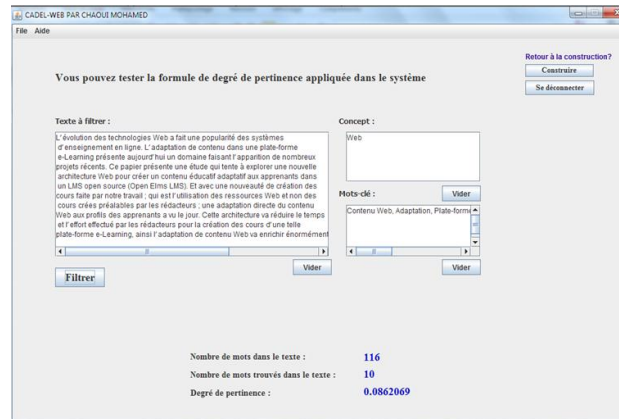 CADEL-WEB PAR CHAOUI MOHAMED
File Aide
Retour à la construction?
Construire
Se déconnecter
Vous pouvez tester la formule de degré de pertinence appliquée dans le système
Texte à filtrer :
L'évolution des technologies Web a fait une popularité des systèmes
d'enseignement en ligne. L'adaptation de contenu dans une plate-forme
e-Learning présente aujourd'hui un domaine faisant l'apparition de nombreux
projets récents. Ce papier présente une étude qui tente à explorer une nouvelle
architecture Web pour créer un contenu éducatif adaptatif aux apprenants dans
un LMS open source (Open Elms LMS). Et avec une nouveauté de création des
cours faite par notre travail ; qui est l'utilisation des ressources Web et non des
cours crées préalables par les rédacteurs ; une adaptation directe du contenu
Web aux profils des apprenants a vu le jour. Cette architecture va réduire le temps
et l'effort effectué par les rédacteurs pour la création des cours d'une telle
plate-forme e-Learning, ainsi l'adaptation de contenu Web va enrichir énormément
Vider
Filtrer
Concept :
Web
Mots-clé :
Vider
Contenu Web, Adaptation, Plate-form
Vider
Nombre de mots dans le texte : 116
Nombre de mots trouvés dans le texte : 10
Degré de pertinence : 0.0862069